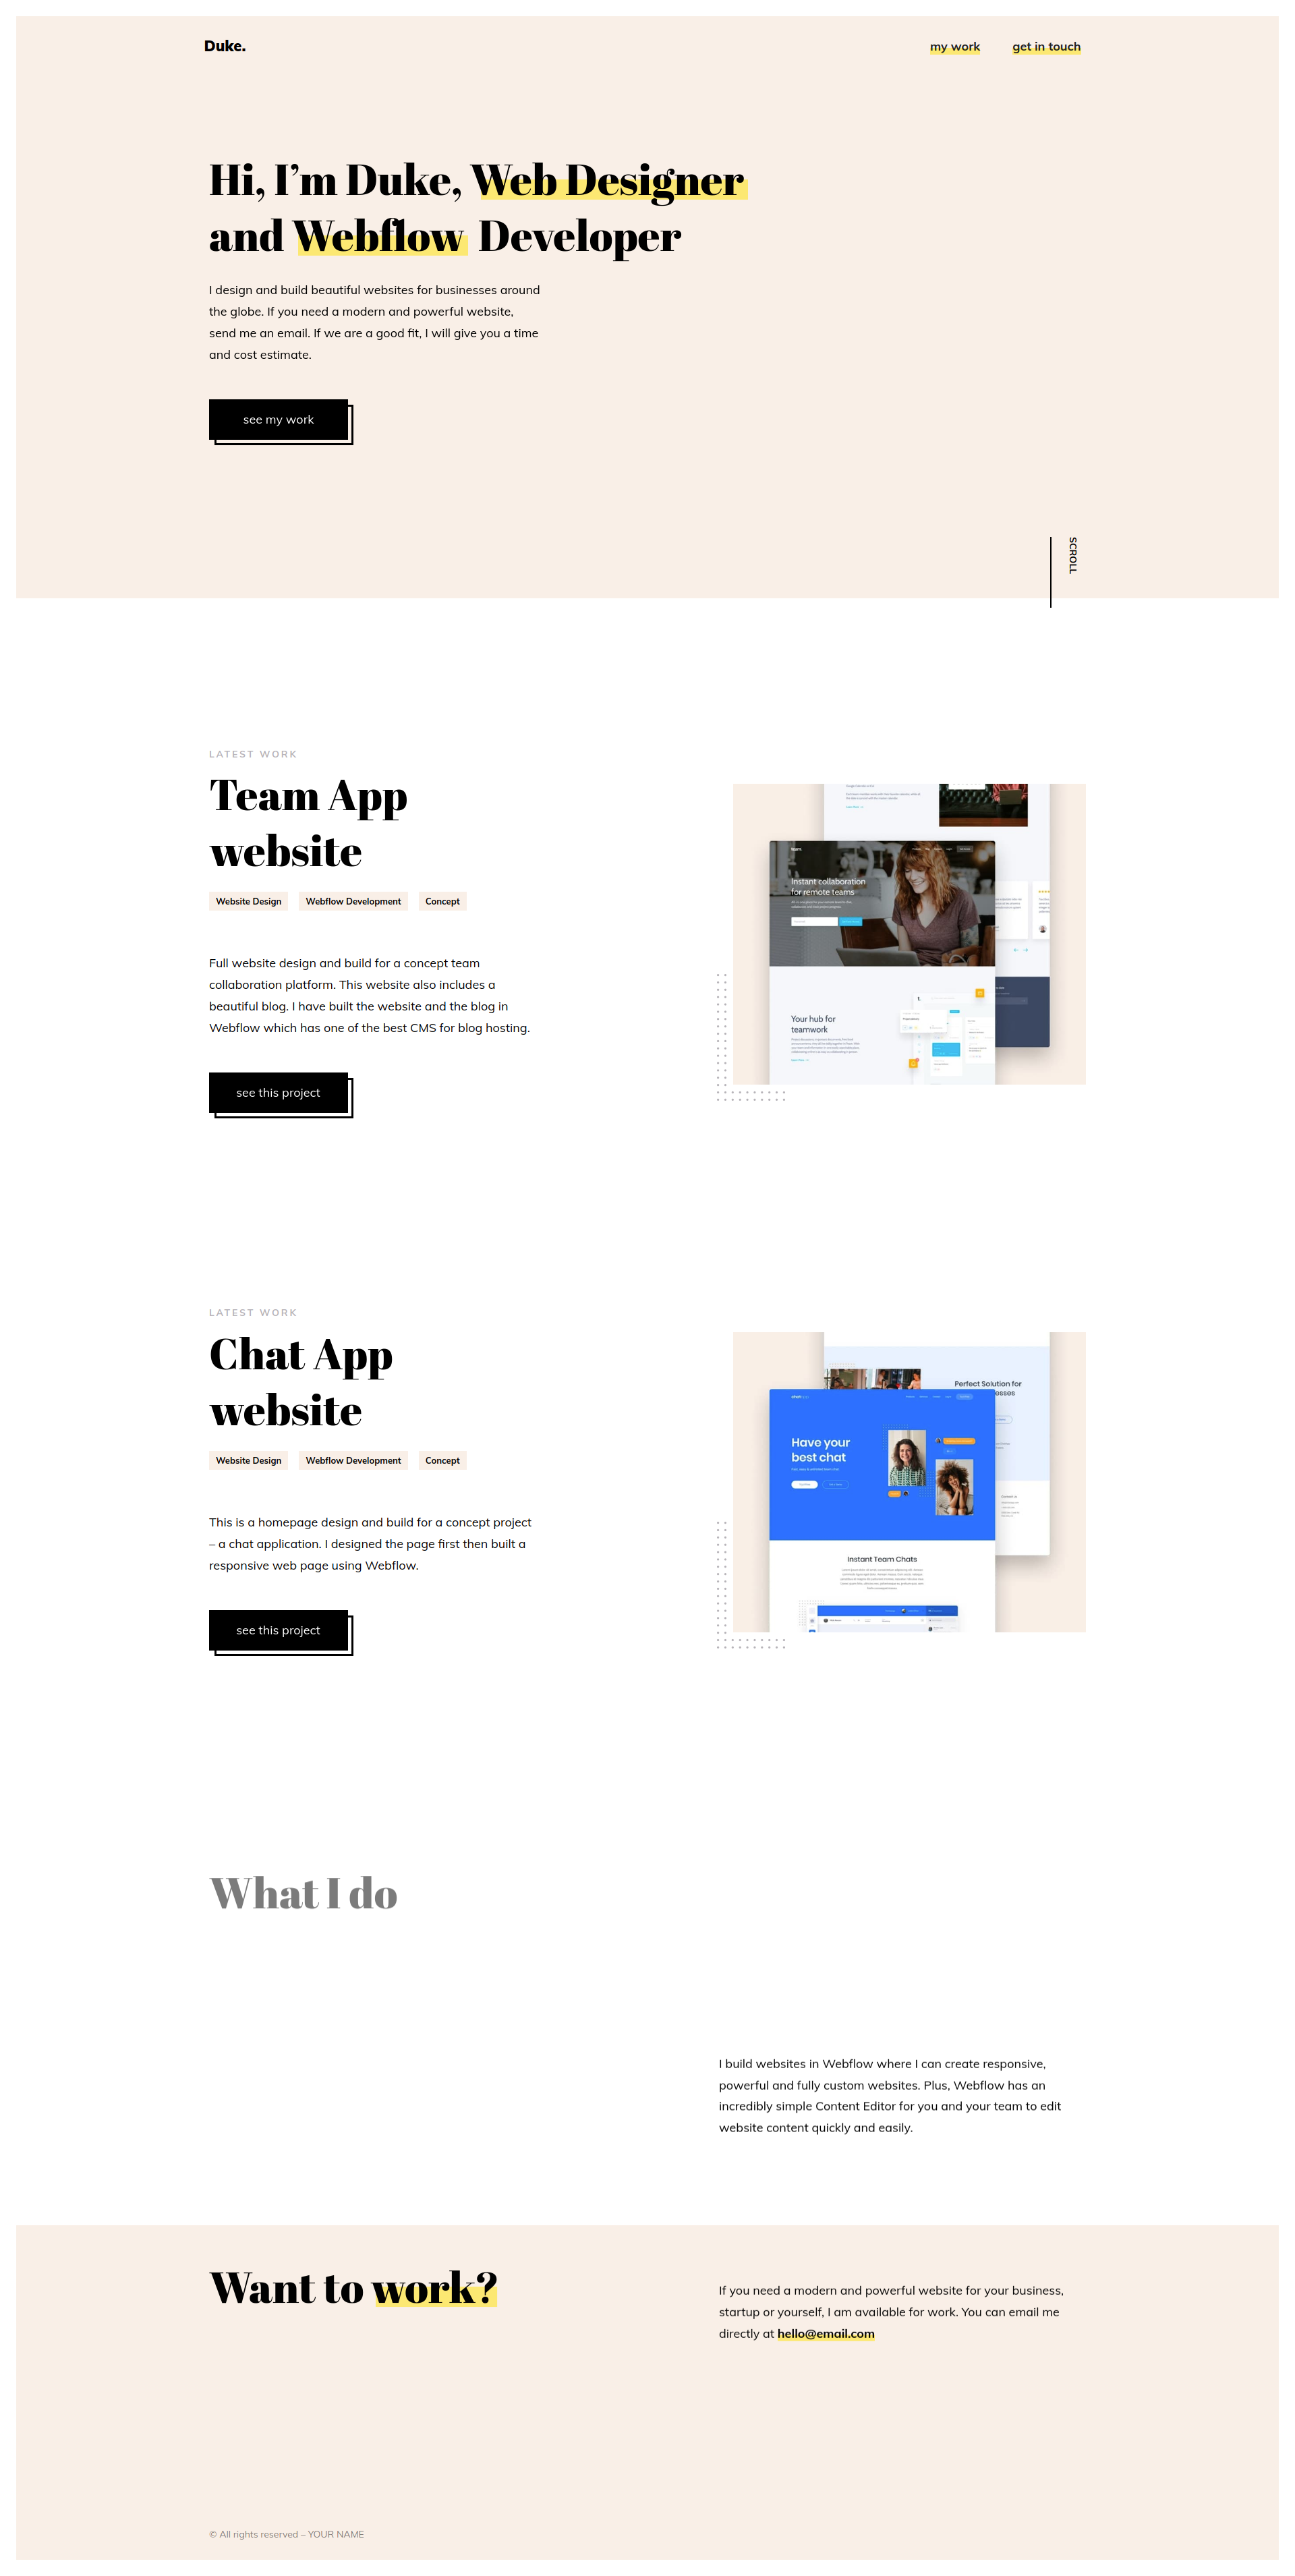 Duke.
my work
get in touch
Hi, I’m Duke, Web Designer
and Webflow Developer
I design and build beautiful websites for businesses around
the globe. If you need a modern and powerful website,
send me an email. If we are a good fit, I will give you a time
and cost estimate.
see my work
SCROLL
LATEST WORK
Team App
website
Website Design
Webflow Development
Concept
Full website design and build for a concept team
collaboration platform. This website also includes a
beautiful blog. I have built the website and the blog in
Webflow which has one of the best CMS for blog hosting.
see this project
team
Instant collaboration
for remote teams
Your hub for
teamwork
LATEST WORK
Chat App
website
Website Design
Webflow Development
Concept
This is a homepage design and build for a concept project
– a chat application. I designed the page first then built a
responsive web page using Webflow.
see this project
Perfect Solution for
Have your
best chat
Instant Team Chats
What I do
I build websites in Webflow where I can create responsive,
powerful and fully custom websites. Plus, Webflow has an
incredibly simple Content Editor for you and your team to edit
website content quickly and easily.
Want to work?
If you need a modern and powerful website for your business,
startup or yourself, I am available for work. You can email me
directly at hello@email.com
© All rights reserved – YOUR NAME